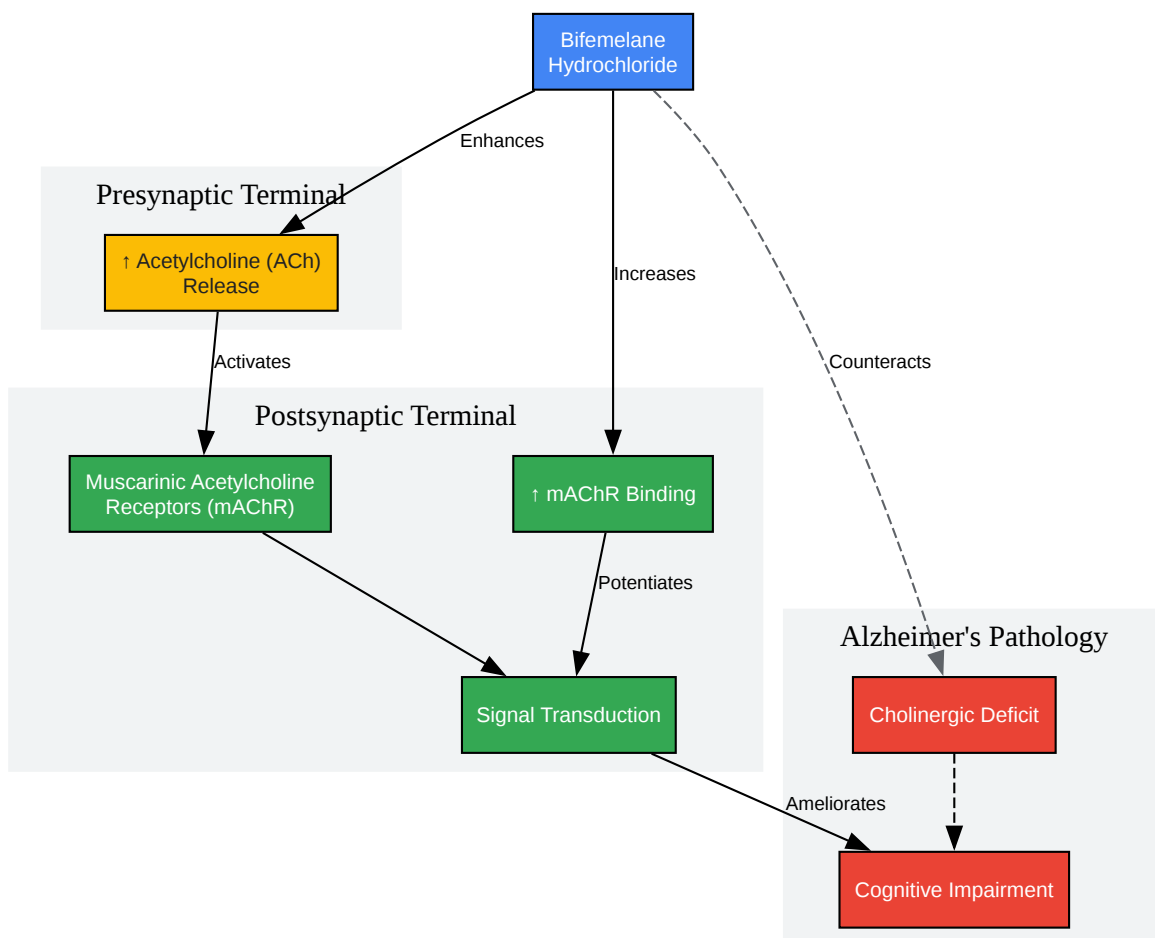 Bifemelane
Hydrochloride
Enhances
Presynaptic Terminal
↑ Acetylcholine (ACh)
Release
Increases
Activates
Counteracts
Postsynaptic Terminal
Muscarinic Acetylcholine
Receptors (mAChR)
↑ mAChR Binding
Potentiates
Alzheimer's Pathology
Signal Transduction
Cholinergic Deficit
Ameliorates
Cognitive Impairment